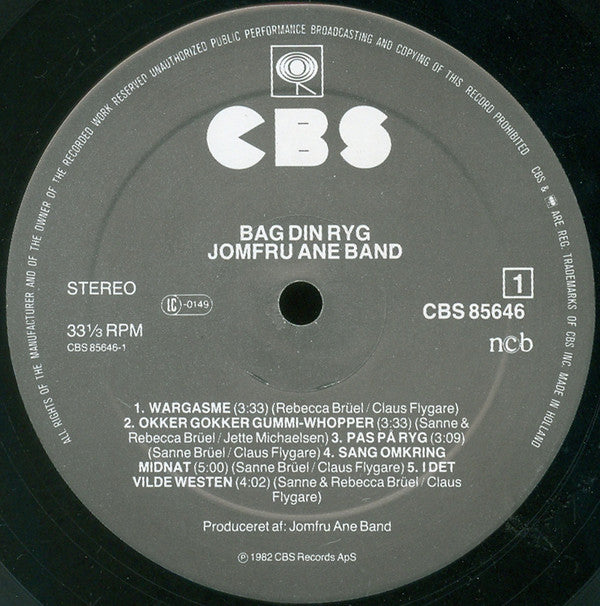 ALL RIGHTS OF THE MANUFACTURER AND OF THE OWNER OF THE RECORDED WORK RESERVED UNAUTHORIZED PUBLIC PERFORMANCE BROADCASTING AND COPYING OF THIS RECORD PROHIBITED
CBS & ARE REG. TRADEMARKS OF CBS INC. MADE IN HOLLAND
CBS
BAG DIN RYG
JOMFRU ANE BAND
STEREO
LC-0149
1
CBS 85646
33⅓ RPM
CBS 85646-1
ncb
1. WARGASME (3:33) (Rebecca Brüel / Claus Flygare)
2. OKKER GOKKER GUMMI-WHOPPER (3:33) (Sanne &
Rebecca Brüel / Jette Michaelsen) 3. PAS PÅ RYG (3:09)
(Sanne Brüel / Claus Flygare) 4. SANG OMKRING
MIDNAT (5:00) (Sanne Brüel / Claus Flygare) 5. I DET
VILDE WESTEN (4:02) (Sanne & Rebecca Brüel / Claus
Flygare)
Produceret af: Jomfru Ane Band
℗ 1982 CBS Records ApS